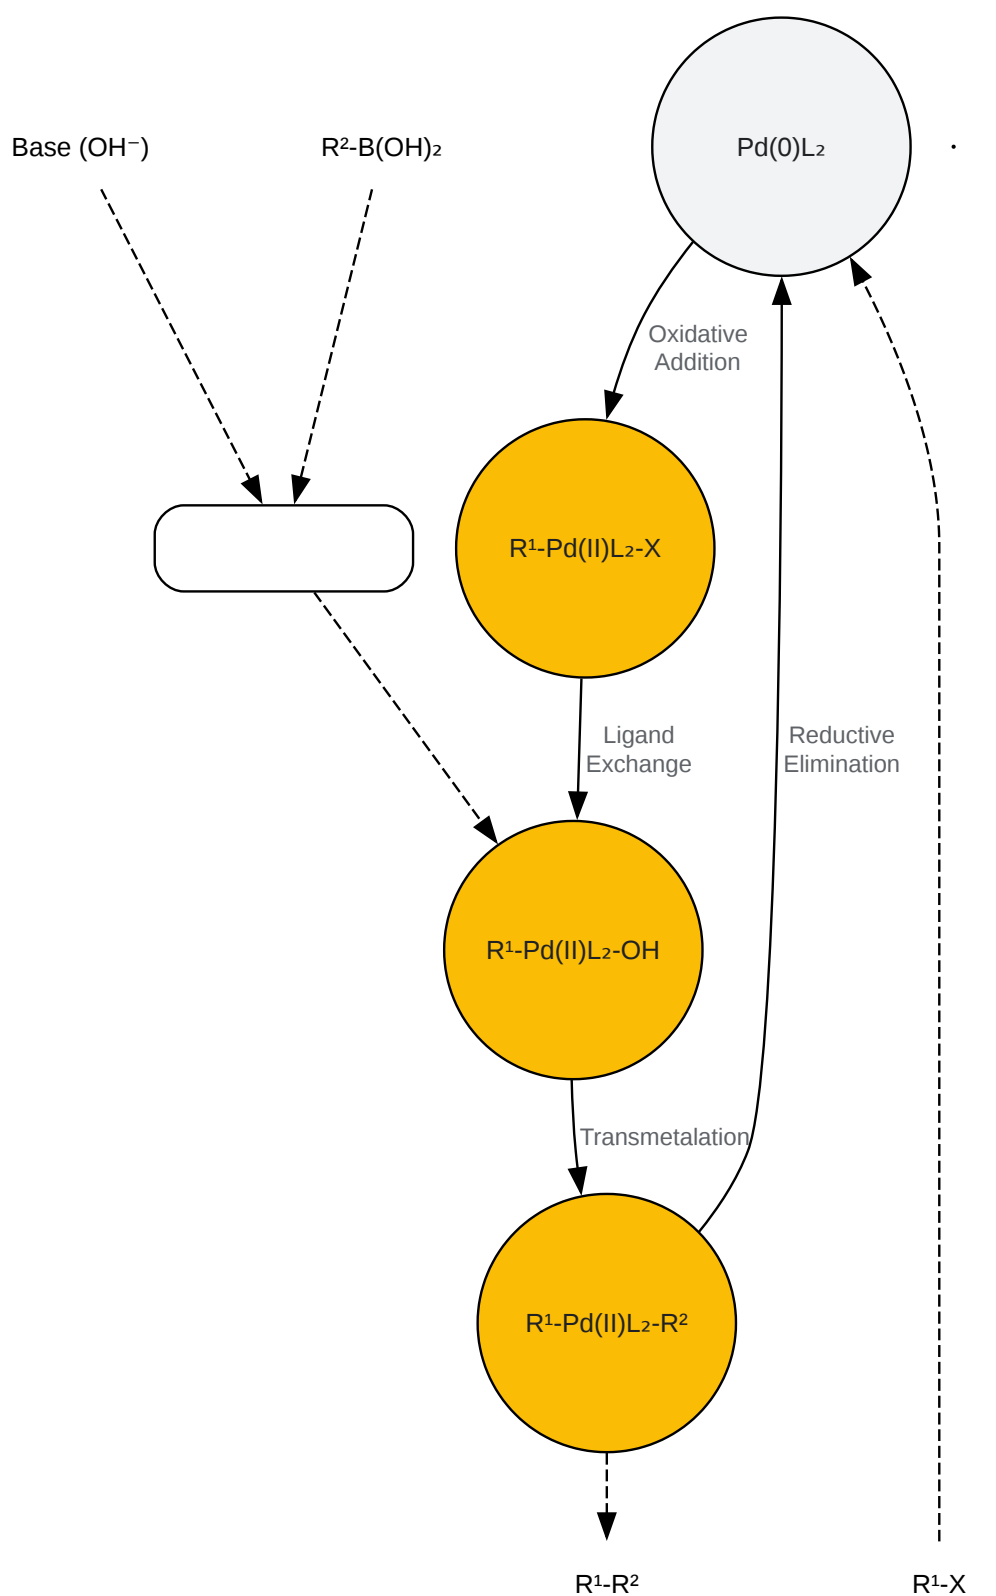 Base (OH⁻)
R²-B(OH)₂
Pd(0)L₂
.
Oxidative
Addition
R¹-Pd(II)L₂-X
Ligand
Exchange
Reductive
Elimination
R¹-Pd(II)L₂-OH
Transmetalation
R¹-Pd(II)L₂-R²
R¹-R²
R¹-X